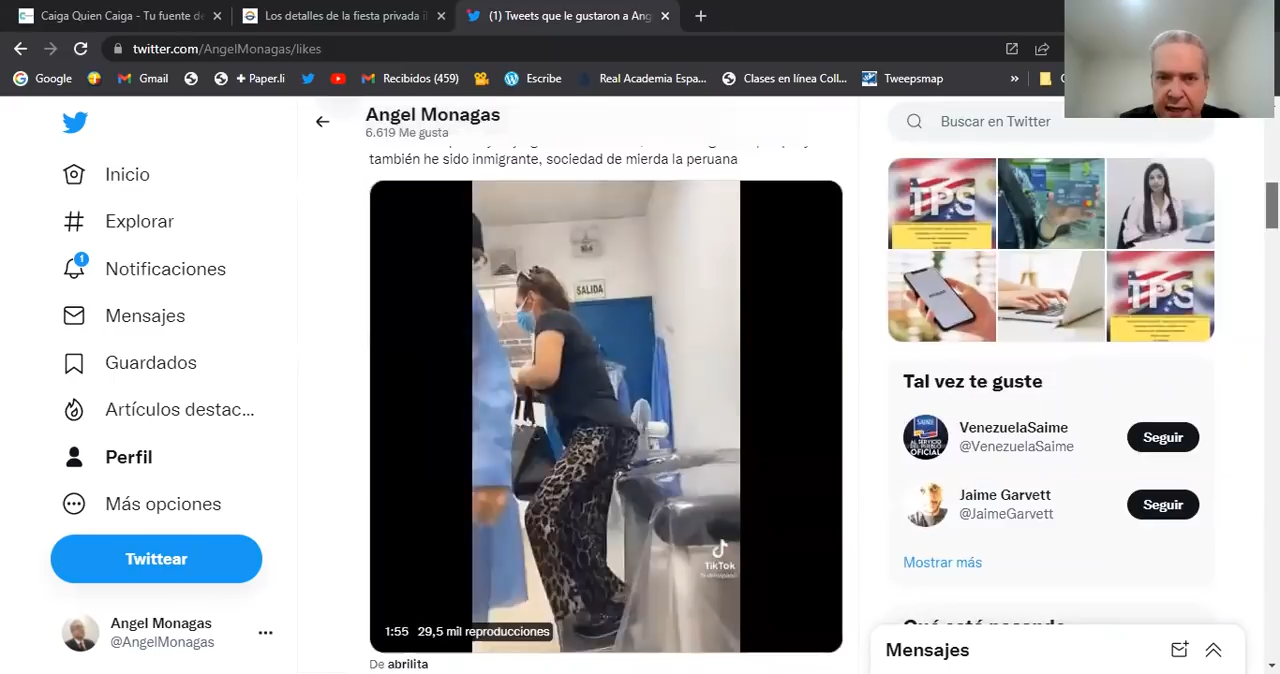 Caiga Quien Caiga - Tu fuente de
Los detalles de la fiesta privada i
(1) Tweets que le gustaron a Ang
twitter.com/AngelMonagas/likes
Google
Gmail
+ Paper.li
Recibidos (459)
Escribe
Real Academia Espa...
Clases en línea Coll...
Tweepsmap
»
Angel Monagas
6.619 Me gusta
también he sido inmigrante, sociedad de mierda la peruana
Buscar en Twitter
Inicio
Explorar
1
Notificaciones
Mensajes
Guardados
Artículos destac...
Perfil
Más opciones
Twittear
Angel Monagas
@AngelMonagas
SALIDA
TikTok
1:55 29,5 mil reproducciones
De abrilita
TPS
TPS
Tal vez te guste
VenezuelaSaime
@VenezuelaSaime
Seguir
Jaime Garvett
@JaimeGarvett
Seguir
Mostrar más
Mensajes